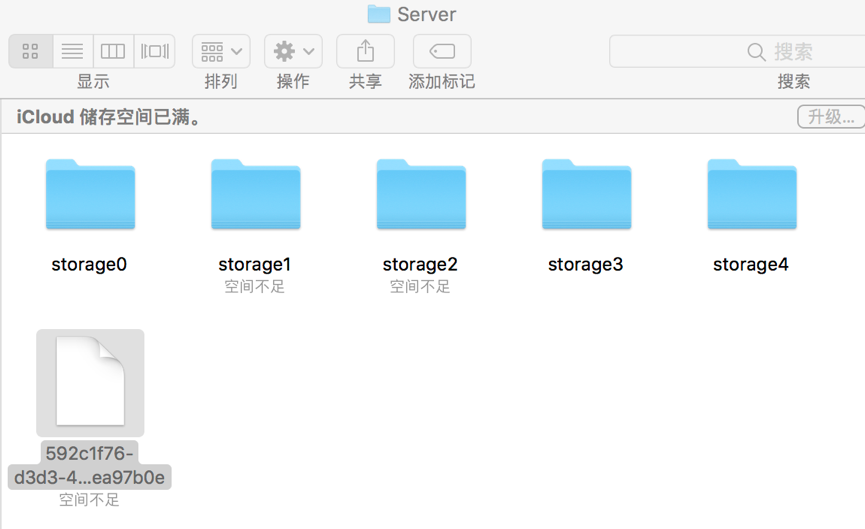 Server
显示
排列
操作
共享
添加标记
搜索
搜索
iCloud 储存空间已满。
升级...
storage0
storage1
storage2
storage3
storage4
空间不足
空间不足
592c1f76-
d3d3-4...ea97b0e
空间不足